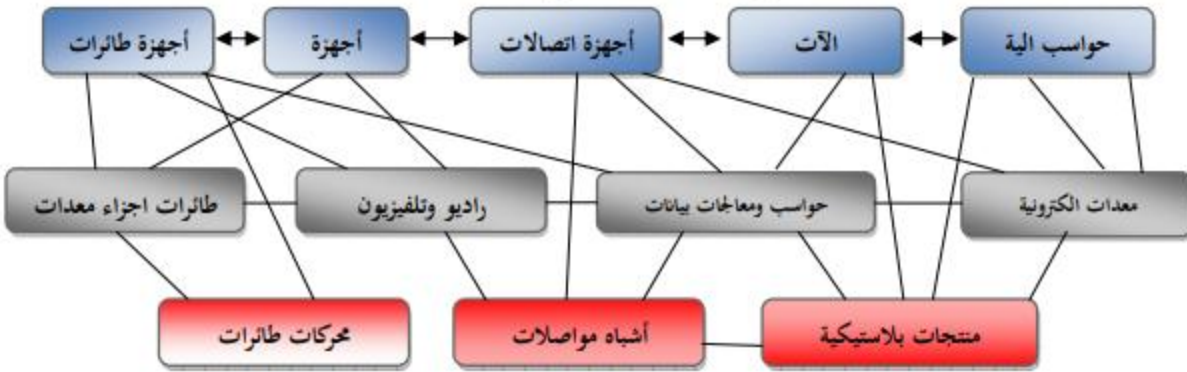 حواسب الية
الآت
أجهزة اتصالات
أجهزة
أجهزة طائرات
معدات الكترونية
حواسب ومعالجات بيانات
راديو وتلفيزيون
طائرات اجزاء معدات
منتجات بلاستيكية
أشباه مواصلات
محركات طائرات